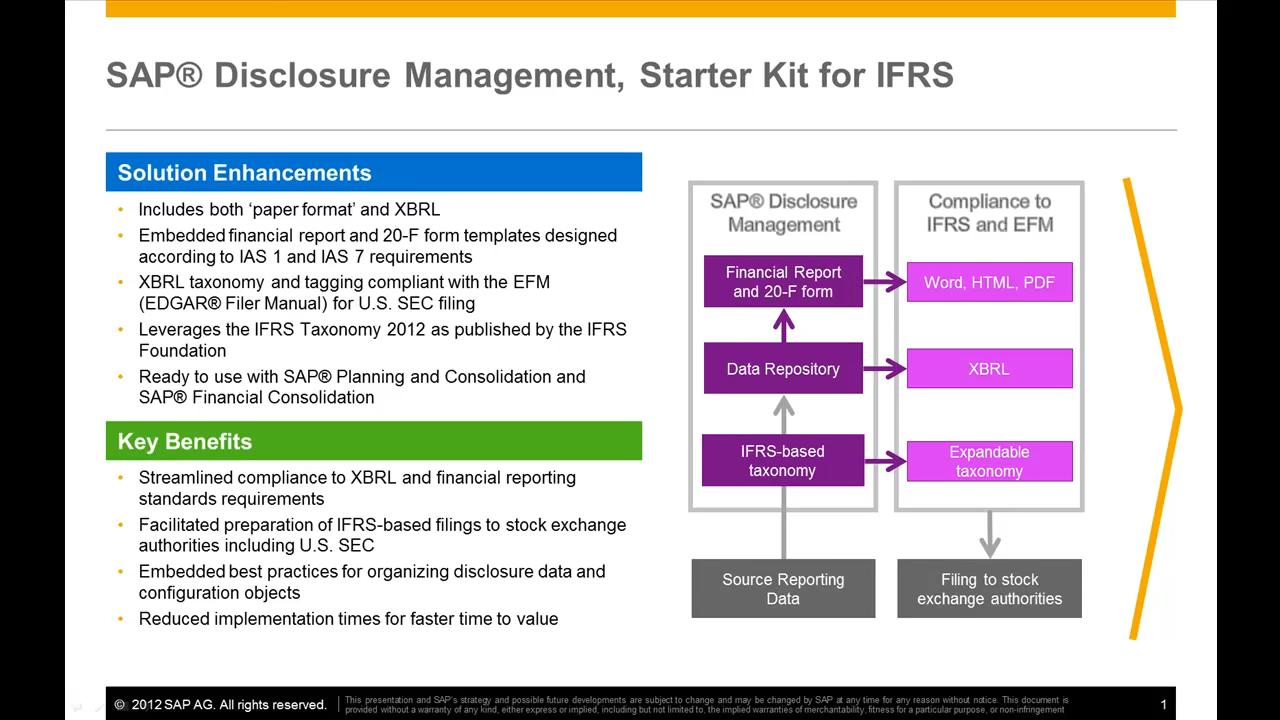 SAP® Disclosure Management, Starter Kit for IFRS
Solution Enhancements
• Includes both ‘paper format’ and XBRL
• Embedded financial report and 20-F form templates designed
according to IAS 1 and IAS 7 requirements
• XBRL taxonomy and tagging compliant with the EFM
(EDGAR® Filer Manual) for U.S. SEC filing
• Leverages the IFRS Taxonomy 2012 as published by the IFRS
Foundation
• Ready to use with SAP® Planning and Consolidation and
SAP® Financial Consolidation
Key Benefits
• Streamlined compliance to XBRL and financial reporting
standards requirements
• Facilitated preparation of IFRS-based filings to stock exchange
authorities including U.S. SEC
• Embedded best practices for organizing disclosure data and
configuration objects
• Reduced implementation times for faster time to value
SAP® Disclosure
Management
Financial Report
and 20-F form
Data Repository
IFRS-based
taxonomy
Source Reporting
Data
Compliance to
IFRS and EFM
Word, HTML, PDF
XBRL
Expandable
taxonomy
Filing to stock
exchange authorities
© 2012 SAP AG. All rights reserved.
This presentation and SAP's strategy and possible future developments are subject to change and may be changed by SAP at any time for any reason without notice. This document is
provided without a warranty of any kind, either express or implied, including but not limited to, the implied warranties of merchantability, fitness for a particular purpose, or non-infringement
1